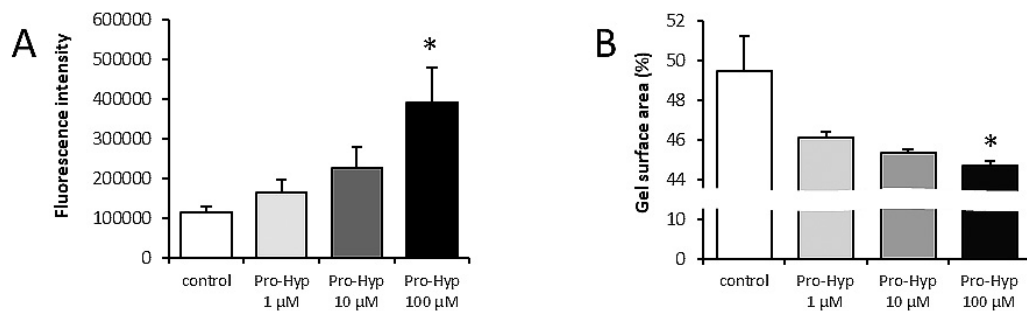 A
Fluorescence intensity
600000
500000
400000
300000
200000
100000
0
*
control
Pro-Hyp
1 μM
Pro-Hyp
10 μM
Pro-Hyp
100 μM
B
Gel surface area (%)
52
50
48
46
44
10
0
*
control
Pro-Hyp
1 μM
Pro-Hyp
10 μM
Pro-Hyp
100 μM